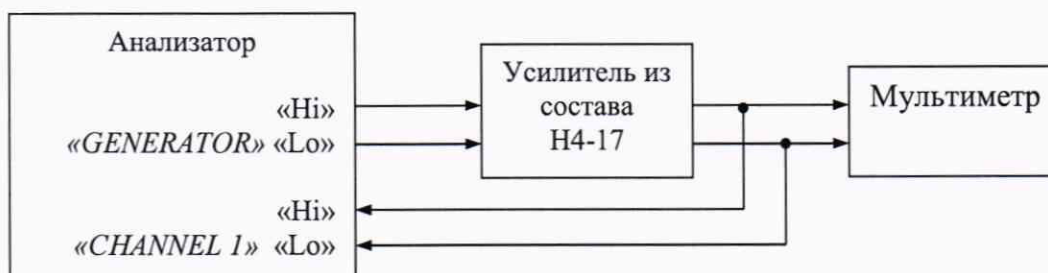 Анализатор
«Hi»
«GENERATOR» «Lo»
«Hi»
«CHANNEL 1» «Lo»
Усилитель из
состава
Н4-17
Мультиметр